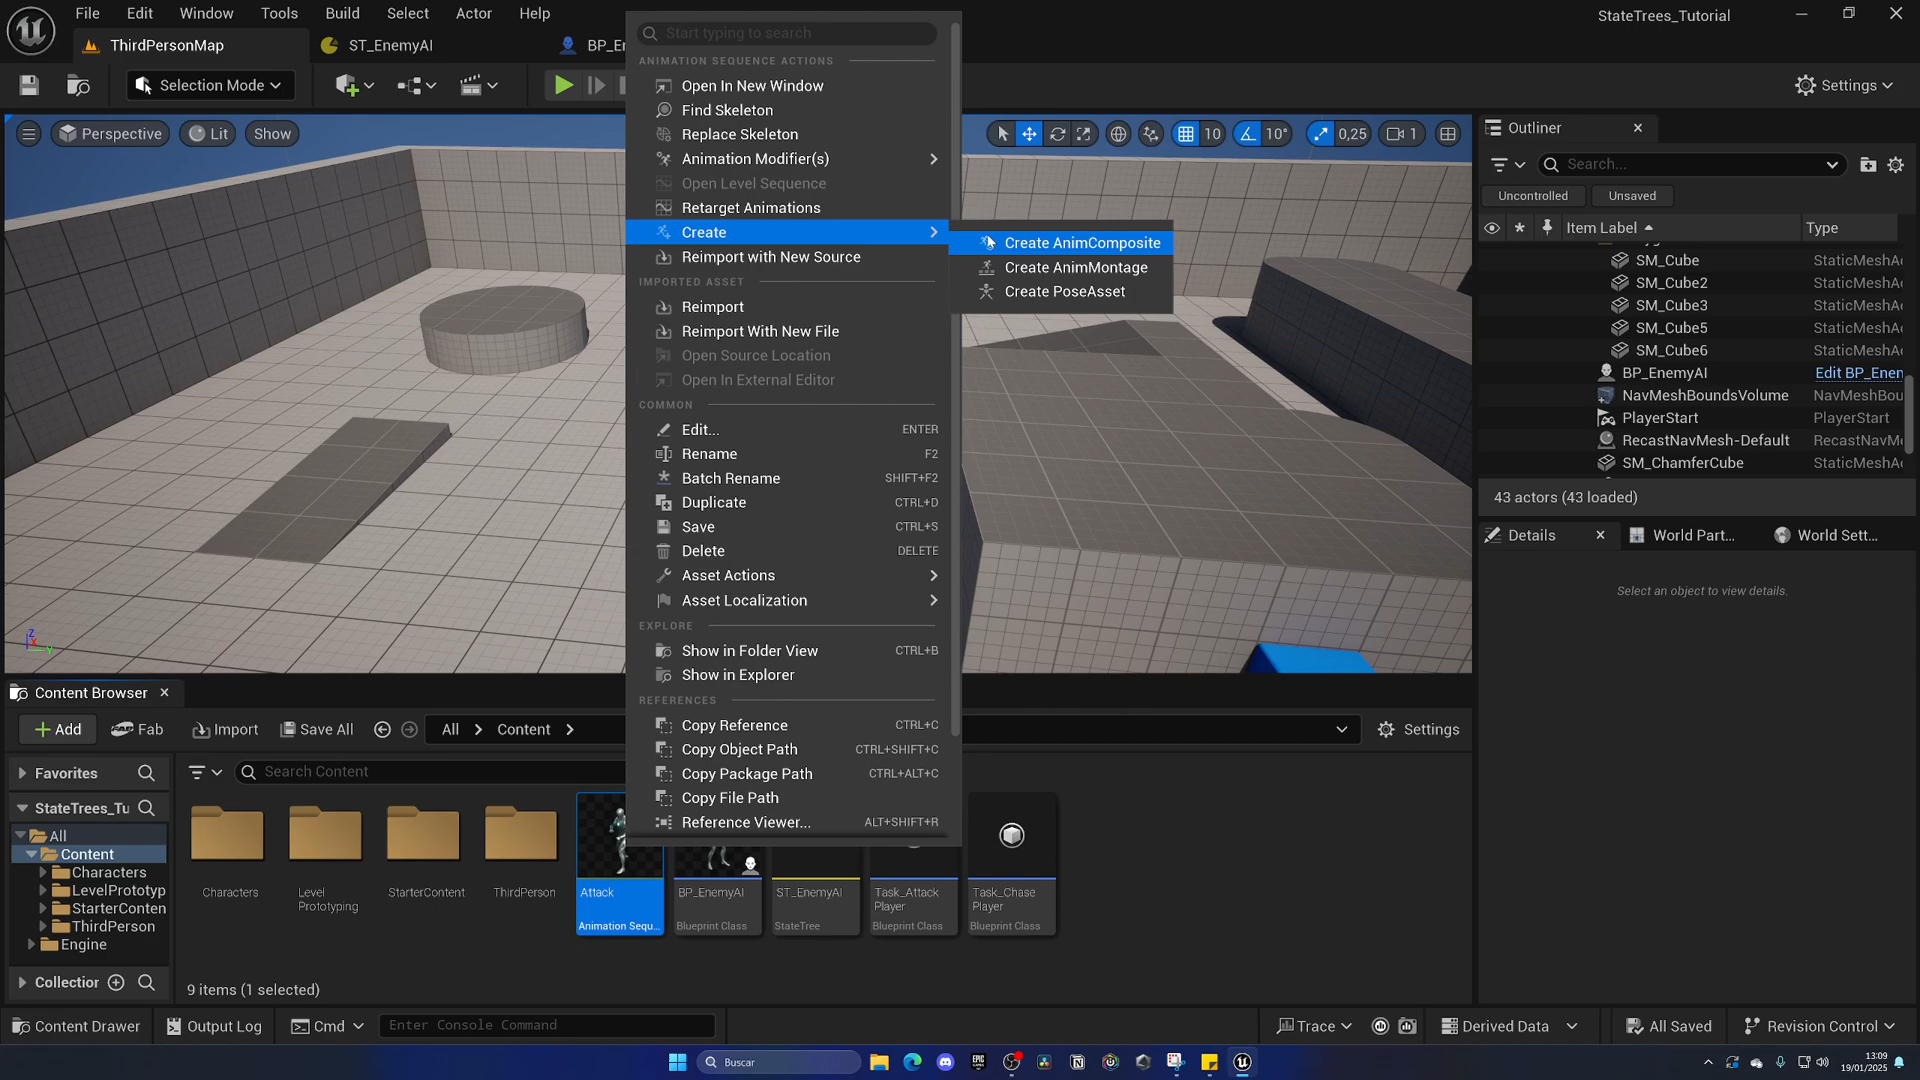 File Edit Window Tools Build Select Actor Help
StateTrees_Tutorial
ThirdPersonMap
ST_EnemyAI
BP_En
Selection Mode
Settings
Perspective
Lit
Show
10
10°
0,25
1
Start typing to search
ANIMATION SEQUENCE ACTIONS
Open In New Window
Find Skeleton
Replace Skeleton
Animation Modifier(s)
Open Level Sequence
Retarget Animations
Create
Reimport with New Source
IMPORTED ASSET
Reimport
Reimport With New File
Open Source Location
Open In External Editor
COMMON
Edit... ENTER
Rename F2
Batch Rename SHIFT+F2
Duplicate CTRL+D
Save CTRL+S
Delete DELETE
Asset Actions
Asset Localization
EXPLORE
Show in Folder View CTRL+B
Show in Explorer
REFERENCES
Copy Reference CTRL+C
Copy Object Path CTRL+SHIFT+C
Copy Package Path CTRL+ALT+C
Copy File Path
Reference Viewer... ALT+SHIFT+R
Create AnimComposite
Create AnimMontage
Create PoseAsset
Outliner
Search...
Uncontrolled
Unsaved
Item Label
Type
SM_Cube StaticMeshAc
SM_Cube2 StaticMeshAc
SM_Cube3 StaticMeshAc
SM_Cube5 StaticMeshAc
SM_Cube6 StaticMeshAc
BP_EnemyAI Edit BP_Enem
NavMeshBoundsVolume NavMeshBou
PlayerStart PlayerStart
RecastNavMesh-Default RecastNavMe
SM_ChamferCube StaticMeshAc
43 actors (43 loaded)
Details
World Part...
World Sett...
Select an object to view details.
Z
X
Y
Content Browser
Add
Fab
Import
Save All
All
Content
Settings
Favorites
Search Content
StateTrees_Tu
All
Content
Characters
LevelPrototyp
StarterConten
ThirdPerson
Engine
Collection
Characters
Level
Prototyping
StarterContent
ThirdPerson
Attack
Animation Sequ...
BP_EnemyAI
Blueprint Class
ST_EnemyAI
StateTree
Task_Attack
Player
Blueprint Class
Task_Chase
Player
Blueprint Class
9 items (1 selected)
Content Drawer
Output Log
Cmd
Enter Console Command
Trace
Derived Data
All Saved
Revision Control
Buscar
EPIC
13:09
19/01/2025